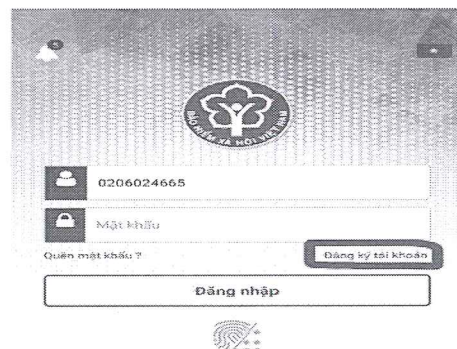 BẢO HIỂM XÃ HỘI VIỆT NAM
0206024665
Mật khẩu
Quên mật khẩu ?
Đăng ký tài khoản
Đăng nhập